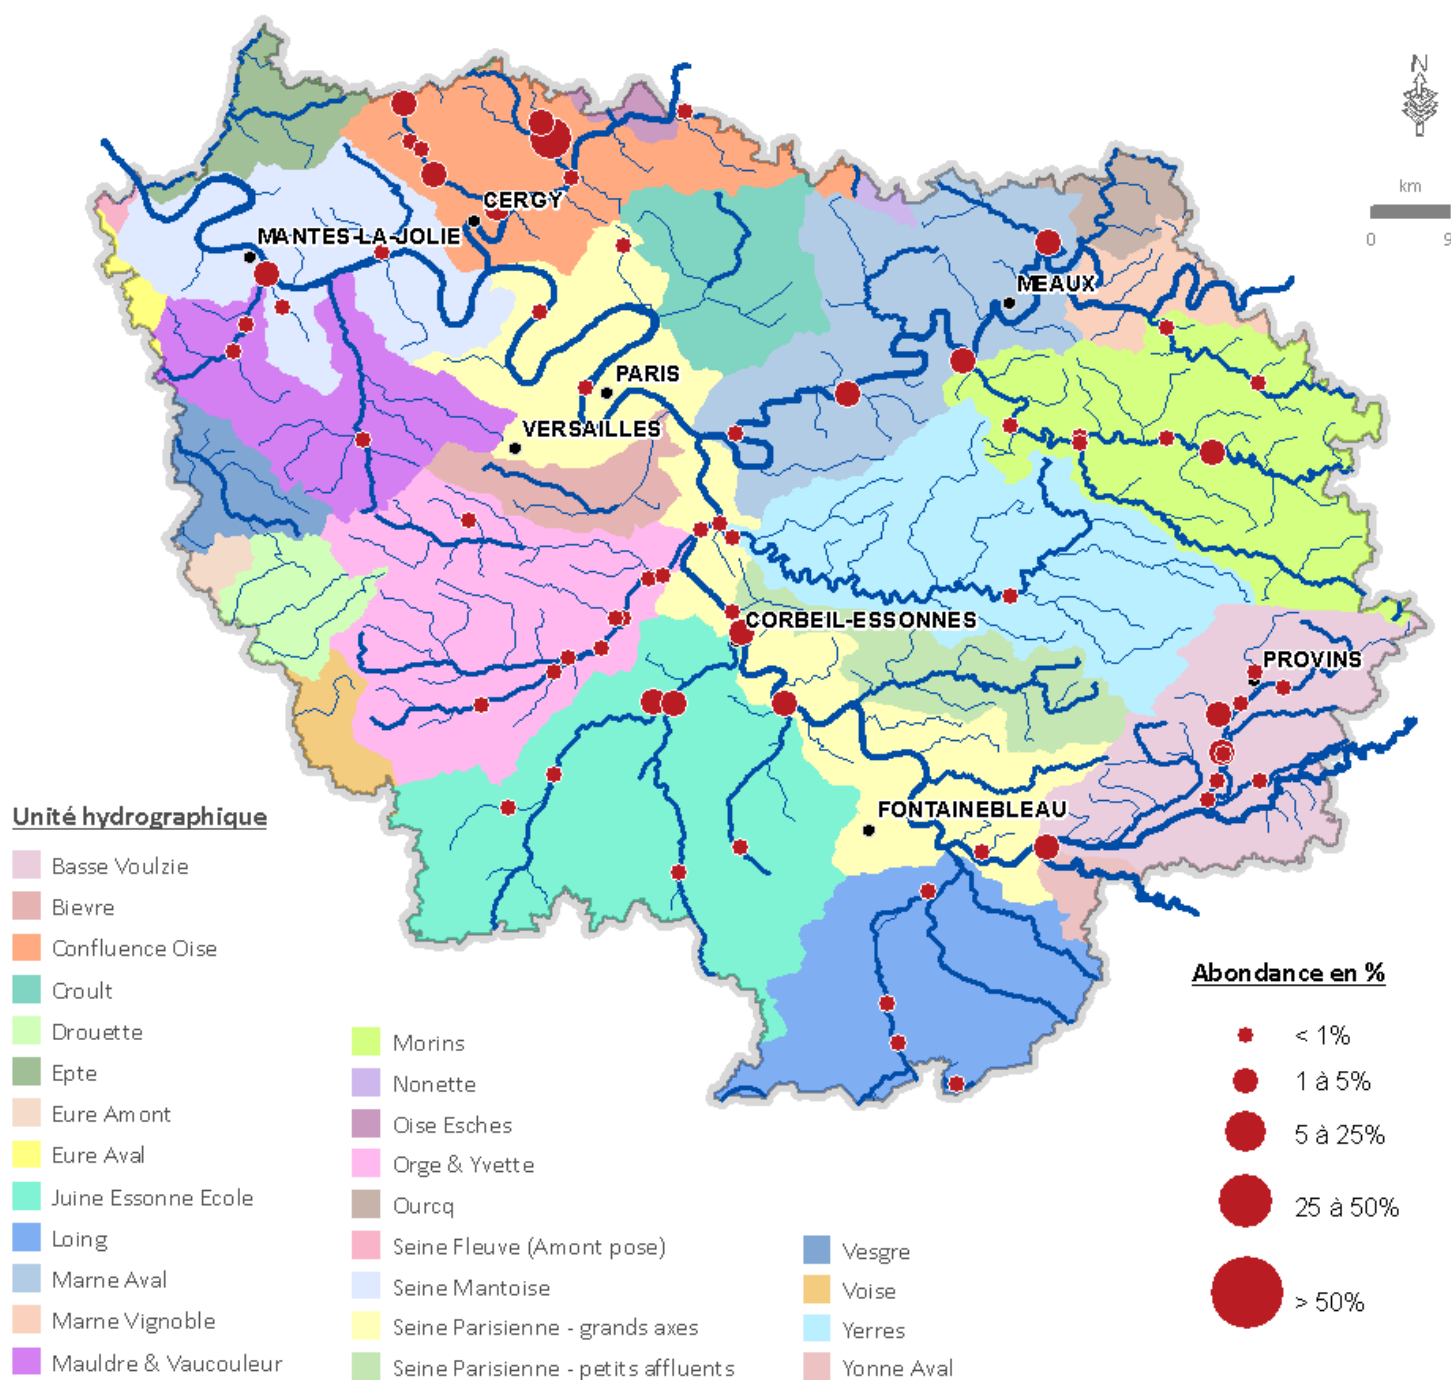 N
km
0 9
CERGY
MANTES-LA-JOLIE
MEAUX
PARIS
VERSAILLES
CORBEIL-ESSONNES
PROVINS
FONTAINEBLEAU
Unité hydrographique
Basse Voulzie
Bievre
Confluence Oise
Croult
Drouette
Epte
Eure Amont
Eure Aval
Juine Essonne Ecole
Loing
Marne Aval
Marne Vignoble
Mauldre & Vaucouleur
Morins
Nonette
Oise Esches
Orge & Yvette
Ourcq
Seine Fleuve (Amont pose)
Seine Mantoise
Seine Parisienne - grands axes
Seine Parisienne - petits affluents
Vesgre
Voise
Yerres
Yonne Aval
Abondance en %
< 1%
1 à 5%
5 à 25%
25 à 50%
> 50%